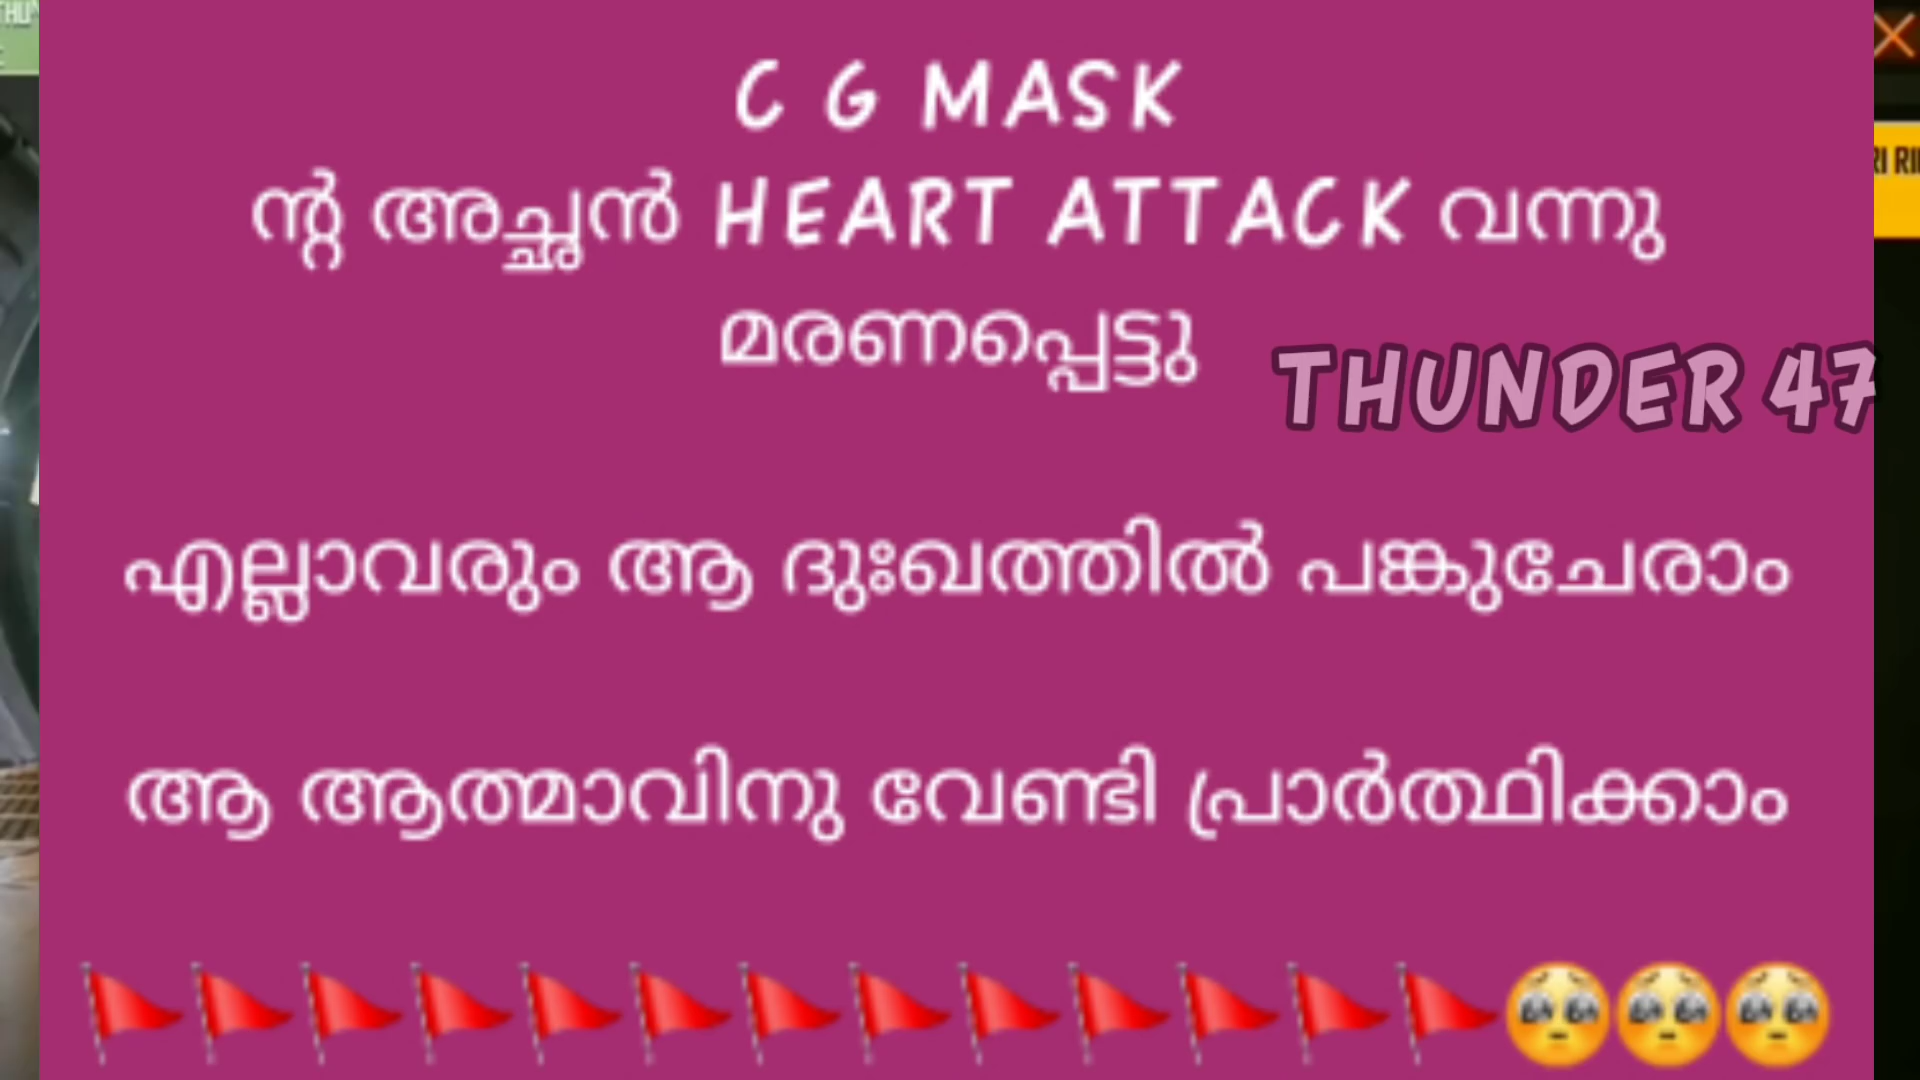 C G MASK
ന്റ അച്ഛൻ HEART ATTACK വന്നു
മരണപ്പെട്ടു
THUNDER 47
എല്ലാവരും ആ ദുഃഖത്തിൽ പങ്കുചേരാം
ആ ആത്മാവിനു വേണ്ടി പ്രാർത്ഥിക്കാം